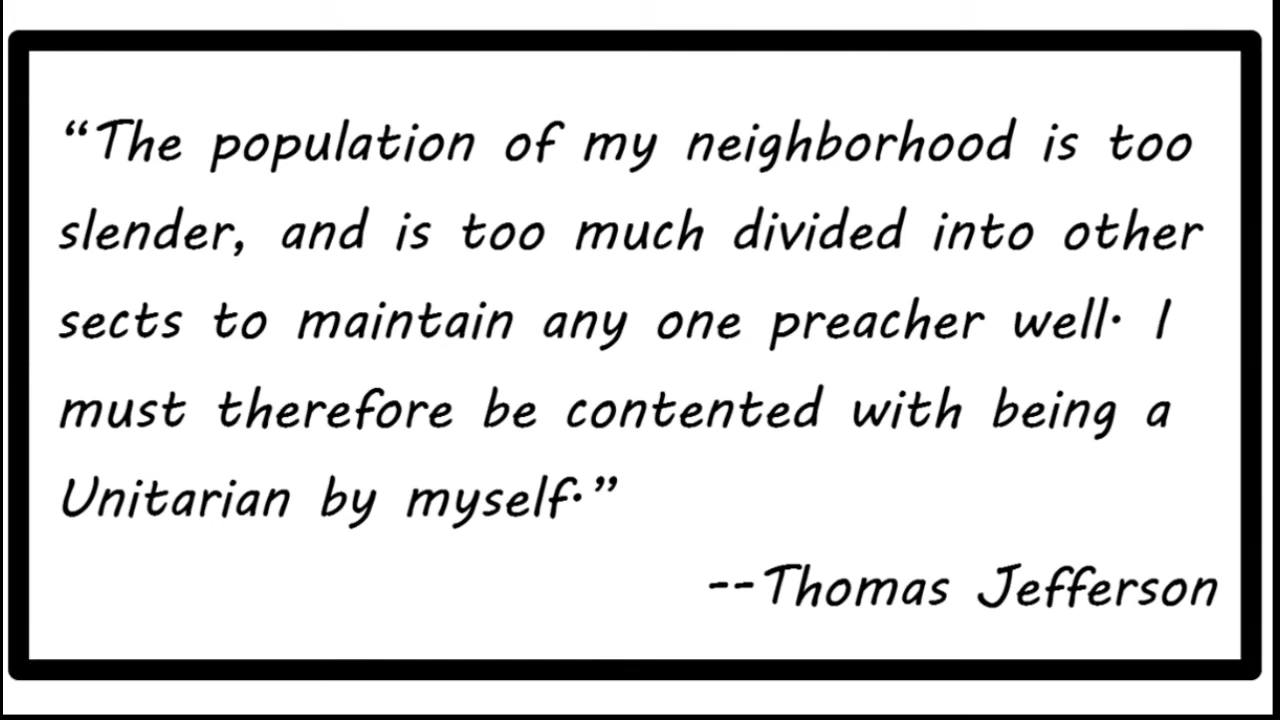 “The population of my neighborhood is too
slender, and is too much divided into other
sects to maintain any one preacher well. I
must therefore be contented with being a
Unitarian by myself.”
--Thomas Jefferson